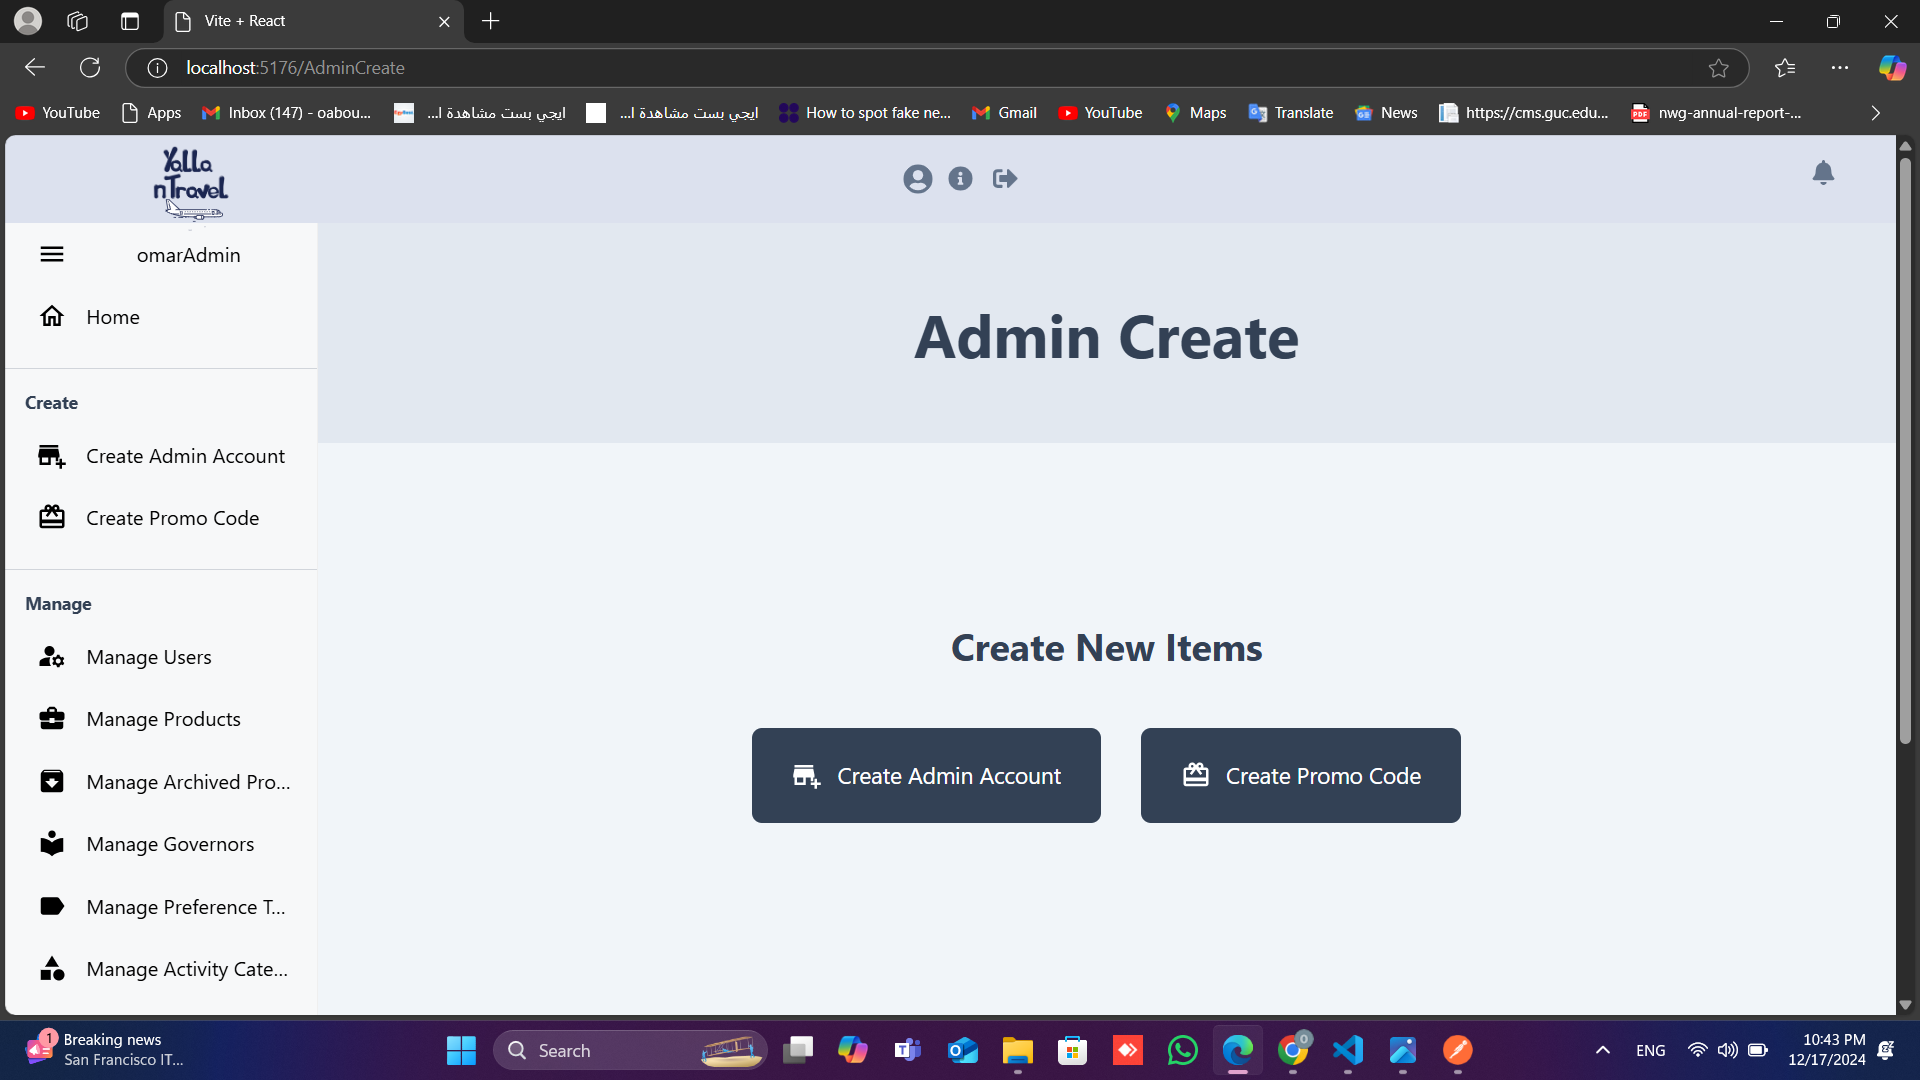 Vite + React
localhost:5176/AdminCreate
YouTube
Apps
Inbox (147) - oabou...
ايجي بست مشاهدة ا...
ايجي بست مشاهدة ا...
How to spot fake ne...
Gmail
YouTube
Maps
Translate
News
https://cms.guc.edu...
nwg-annual-report-...
Yalla
nTravel
omarAdmin
Home
Create
Create Admin Account
Create Promo Code
Manage
Manage Users
Manage Products
Manage Archived Pro...
Manage Governors
Manage Preference T...
Manage Activity Cate...
Admin Create
Create New Items
Create Admin Account
Create Promo Code
1
Breaking news
San Francisco IT...
Search
0
ENG
10:43 PM
12/17/2024